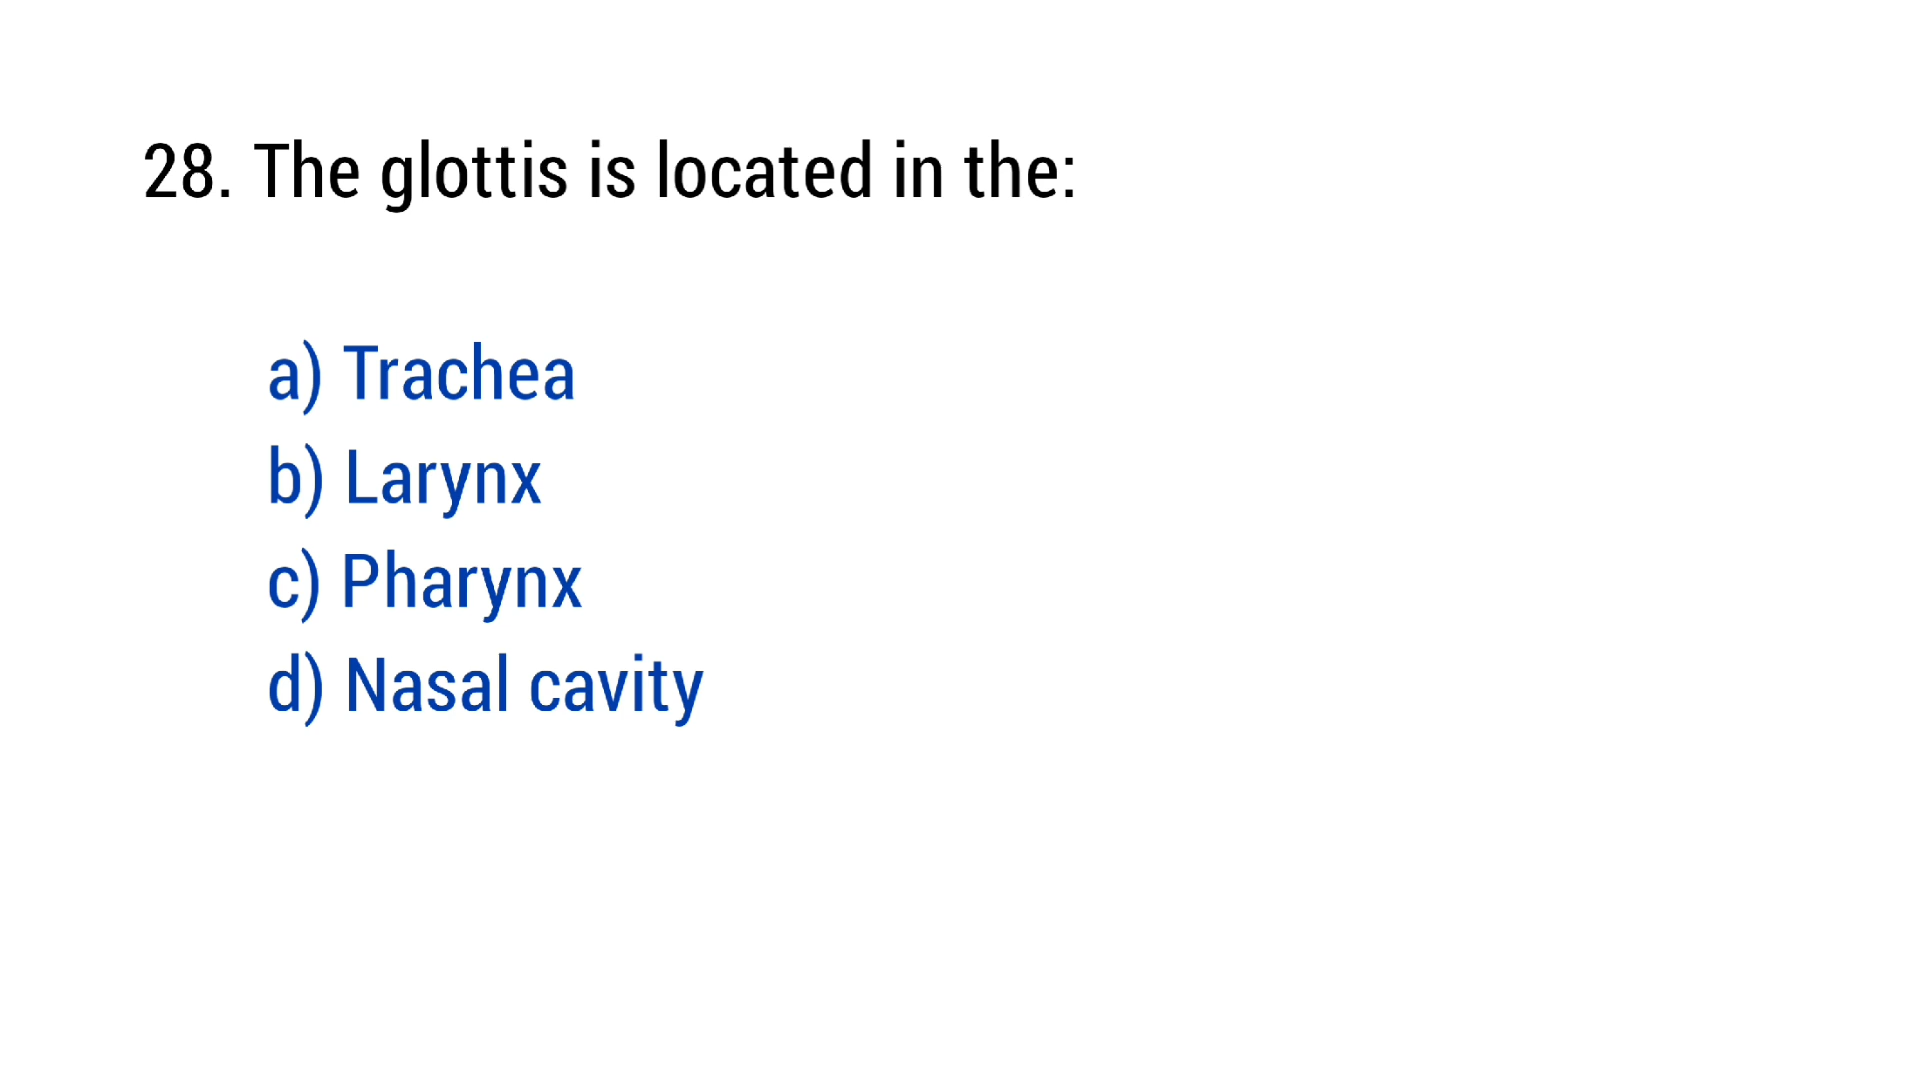 28. The glottis is located in the:
a) Trachea
b) Larynx
c) Pharynx
d) Nasal cavity